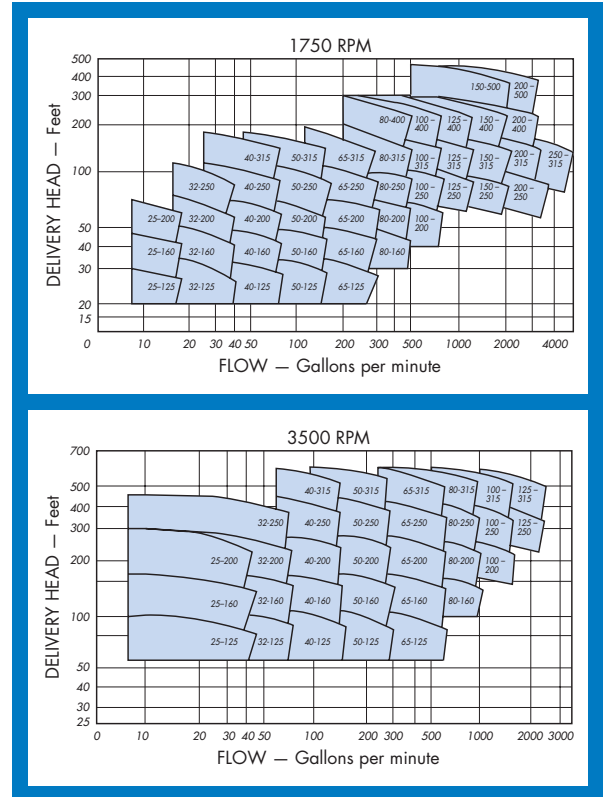 1750 RPM
DELIVERY HEAD — Feet
500
400
300
200
100
50
40
30
20
15
150-500 200–500
80-400 100–400 125–400 150–400 200–400
40-315 50-315 65-315 80-315 100–315 125–315 150–315 200–315 250–315
32-250 40-250 50-250 65-250 80-250 100–250 125–250 150–250 200–250
25–200 32-200 40-200 50-200 65-200 80-200 100–200
25–160 32-160 40-160 50-160 65-160 80-160
25–125 32-125 40-125 50-125 65-125
0 10 20 30 40 50 100 200 300 500 1000 2000 4000
FLOW — Gallons per minute
3500 RPM
DELIVERY HEAD — Feet
700
500
400
300
200
100
50
40
30
25
40-315 50-315 65-315 80-315 100–315 125–315
32-250 40-250 50-250 65-250 80-250 100–250 125–250
25–200 32-200 40-200 50-200 65-200 80-200 100–200
25–160 32-160 40-160 50-160 65-160 80-160
25–125 32-125 40-125 50-125 65-125
0 10 20 30 40 50 100 200 300 500 1000 2000 3000
FLOW — Gallons per minute